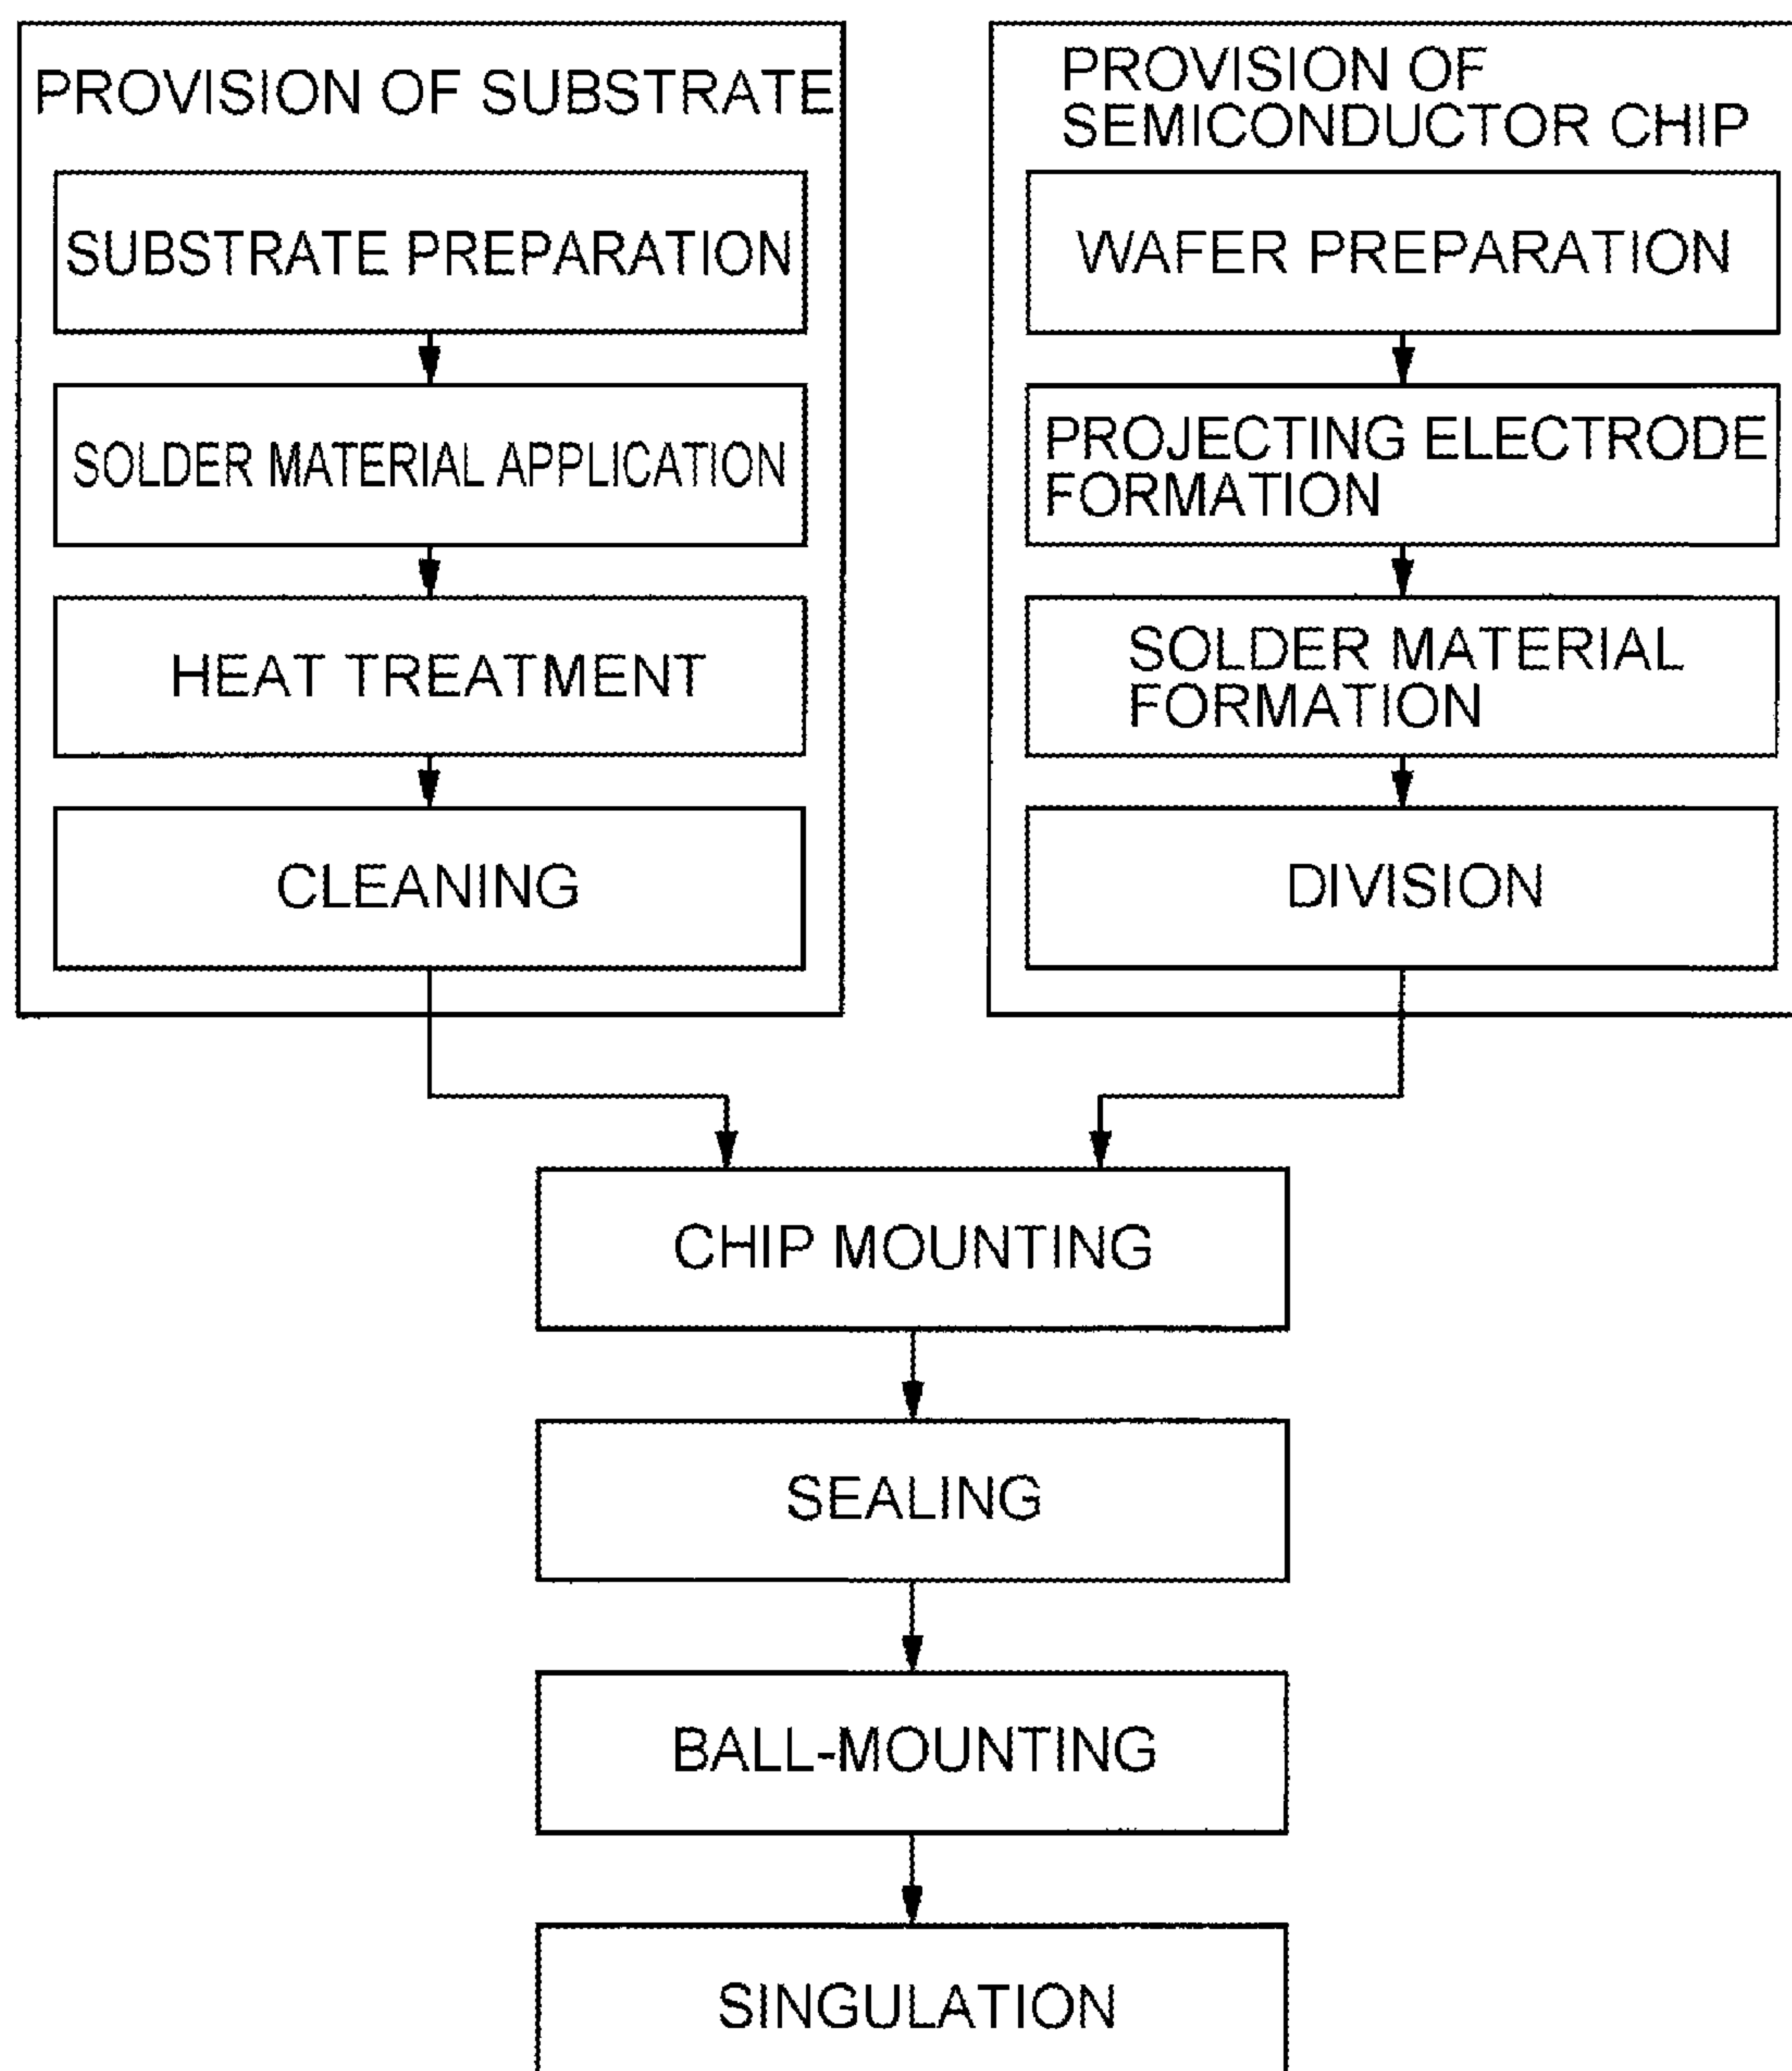 PROVISION OF SUBSTRATE
SUBSTRATE PREPARATION
SOLDER MATERIAL APPLICATION
HEAT TREATMENT
CLEANING
PROVISION OF
SEMICONDUCTOR CHIP
WAFER PREPARATION
PROJECTING ELECTRODE
FORMATION
SOLDER MATERIAL
FORMATION
DIVISION
CHIP MOUNTING
SEALING
BALL-MOUNTING
SINGULATION